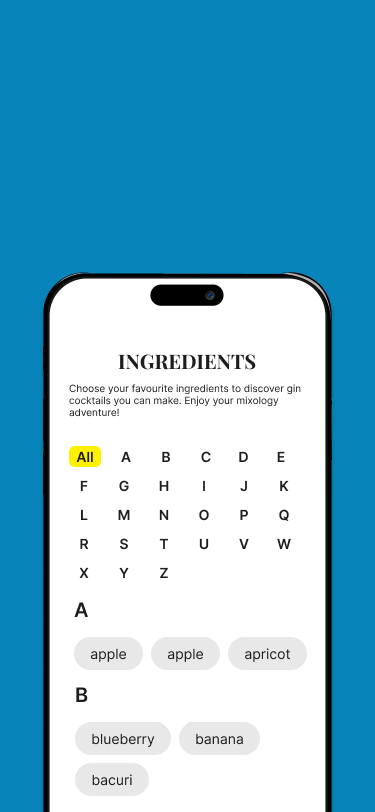 INGREDIENTS
Choose your favourite ingredients to discover gin
cocktails you can make. Enjoy your mixology
adventure!
All A B C D E
F G H I J K
L M N O P Q
R S T U V W
X Y Z
A
apple apple apricot
B
blueberry banana
bacuri